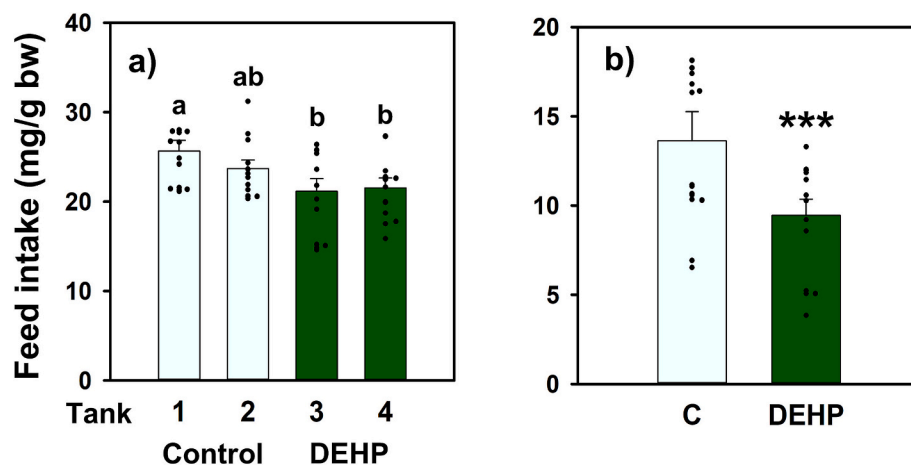 Feed intake (mg/g bw)
40
30
20
10
0
a)
a
ab
b
b
Tank 1 2 3 4
Control DEHP
20
15
10
5
0
b)
***
C DEHP